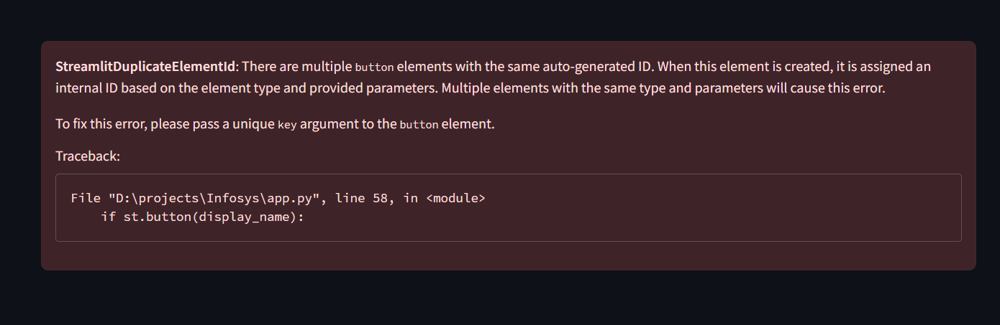 StreamlitDuplicateElementId: There are multiple button elements with the same auto-generated ID. When this element is created, it is assigned an
internal ID based on the element type and provided parameters. Multiple elements with the same type and parameters will cause this error.
To fix this error, please pass a unique key argument to the button element.
Traceback:
File "D:\projects\Infosys\app.py", line 58, in <module>
    if st.button(display_name):